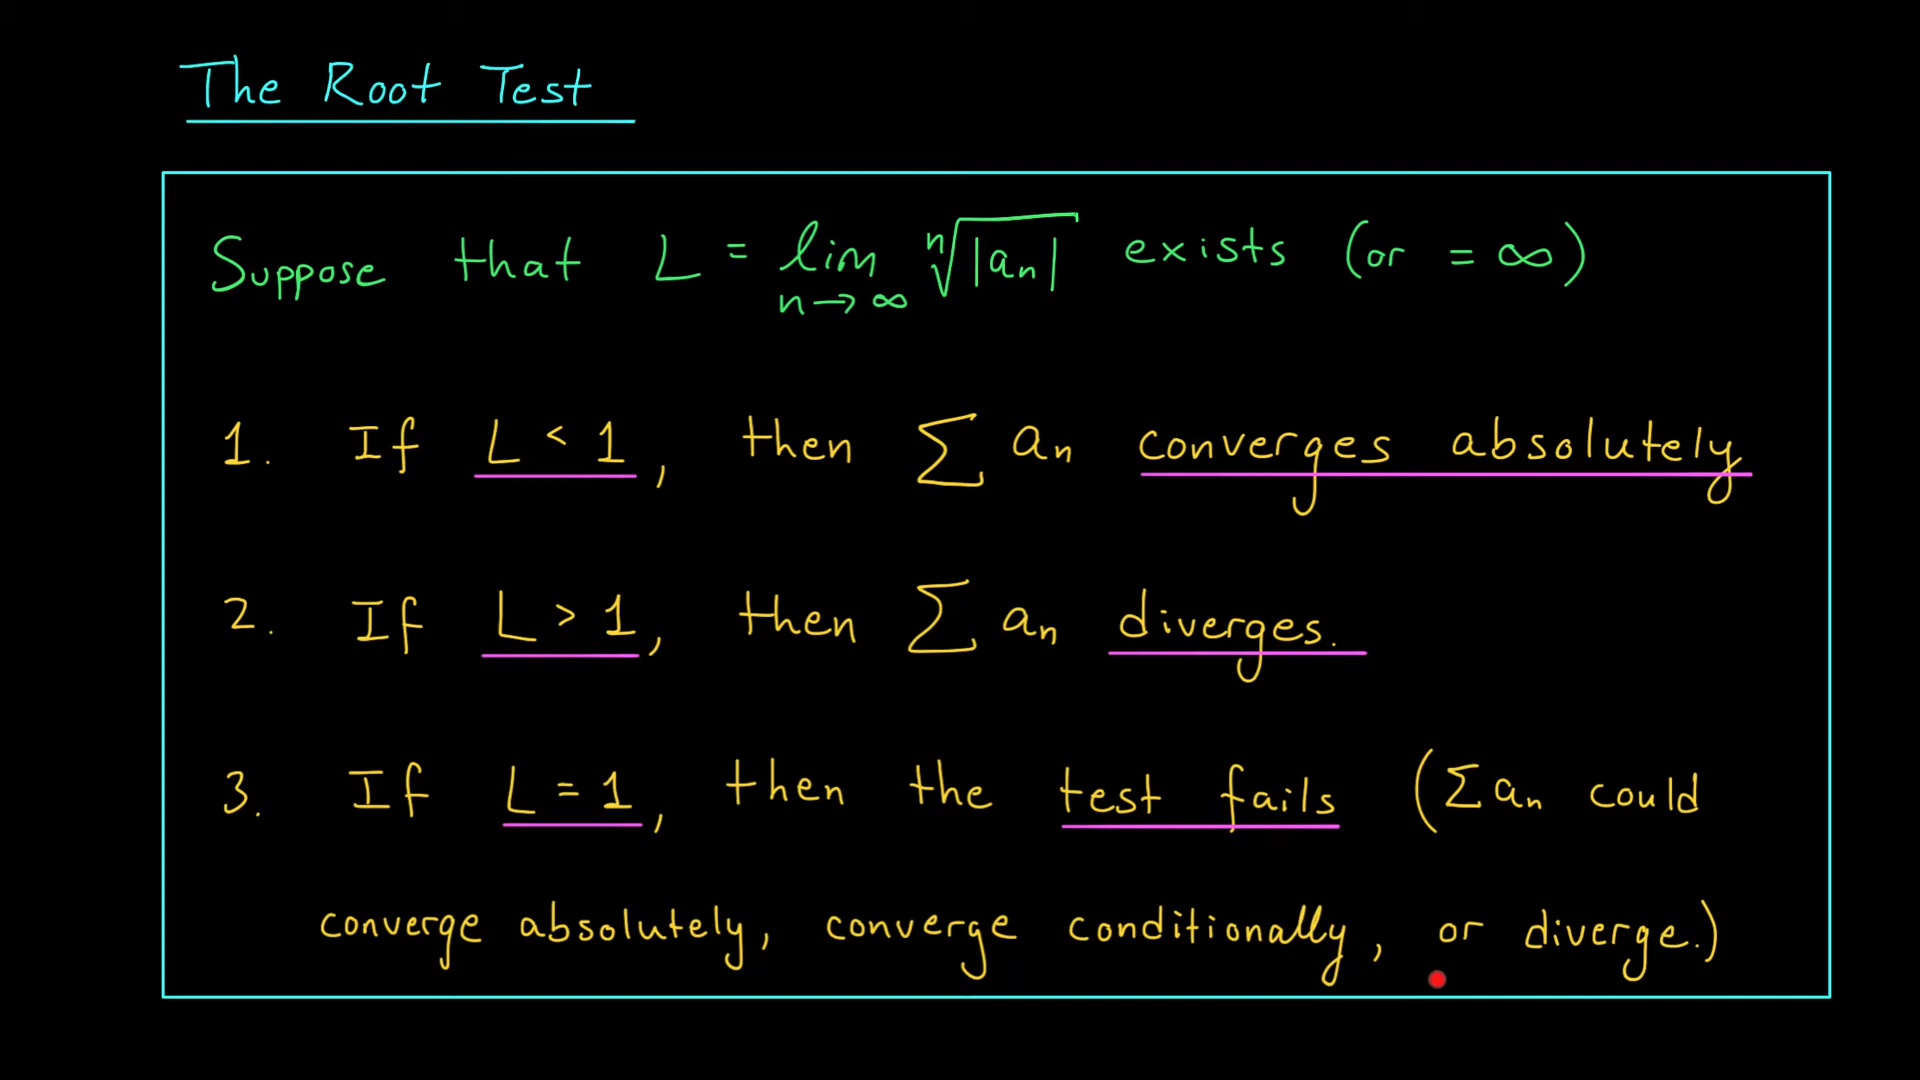 The Root Test
Suppose that L = lim n→∞ ⁿ√|aₙ| exists (or = ∞)
1. If L < 1, then ∑ aₙ converges absolutely
2. If L > 1, then ∑ aₙ diverges.
3. If L = 1, then the test fails (∑ aₙ could
converge absolutely, converge conditionally, or diverge.)